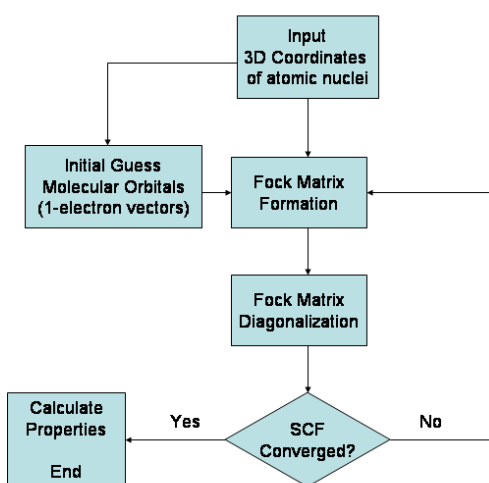 Input
3D Coordinates
of atomic nuclei
Initial Guess
Molecular Orbitals
(1-electron vectors)
Fock Matrix
Formation
Fock Matrix
Diagonalization
SCF
Converged?
Yes
No
Calculate
Properties
End